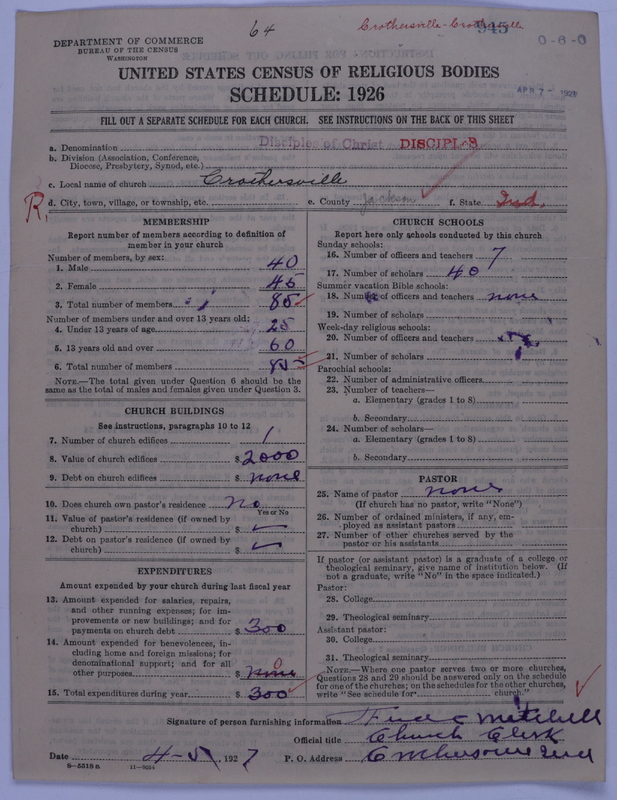 64
Crothersville-Crothersville
945
0-6-0
DEPARTMENT OF COMMERCE
BUREAU OF THE CENSUS
WASHINGTON
APR 7 - 1927
UNITED STATES CENSUS OF RELIGIOUS BODIES
SCHEDULE: 1926
FILL OUT A SEPARATE SCHEDULE FOR EACH CHURCH. SEE INSTRUCTIONS ON THE BACK OF THIS SHEET
a. Denomination Disciples of Christ DISCIPLE
b. Division (Association, Conference,
Diocese, Presbytery, Synod, etc.)
c. Local name of church Crothersville
R, d. City, town, village, or township, etc. e. County Jackson f. State Ind.
MEMBERSHIP
Report number of members according to definition of
member in your church
Number of members, by sex:
1. Male 40
2. Female 45
3. Total number of members 85
Number of members under and over 13 years old:
4. Under 13 years of age 25
5. 13 years old and over 60
6. Total number of members 85
NOTE.—The total given under Question 6 should be the
same as the total of males and females given under Question 3.
CHURCH BUILDINGS
See instructions, paragraphs 10 to 12
7. Number of church edifices 1
8. Value of church edifices $ 2000
9. Debt on church edifices $ none
10. Does church own pastor's residence No
Yes or No
11. Value of pastor's residence (if owned by
church) $
12. Debt on pastor's residence (if owned by
church) $
EXPENDITURES
Amount expended by your church during last fiscal year
13. Amount expended for salaries, repairs,
and other running expenses; for im-
provements or new buildings; and for
payments on church debt $ 300
14. Amount expended for benevolences, in-
cluding home and foreign missions; for
denominational support; and for all
other purposes $ none 0
15. Total expenditures during year $ 300
CHURCH SCHOOLS
Report here only schools conducted by this church
Sunday schools:
16. Number of officers and teachers 7
17. Number of scholars 40
Summer vacation Bible schools:
18. Number of officers and teachers none
19. Number of scholars
Week-day religious schools:
20. Number of officers and teachers
21. Number of scholars
Parochial schools:
22. Number of administrative officers
23. Number of teachers—
a. Elementary (grades 1 to 8)
b. Secondary
24. Number of scholars—
a. Elementary (grades 1 to 8)
b. Secondary
PASTOR
25. Name of pastor none
(If church has no pastor, write "None")
26. Number of ordained ministers, if any, em-
ployed as assistant pastors
27. Number of other churches served by the
pastor or his assistants
If pastor (or assistant pastor) is a graduate of a college or
theological seminary, give name of institution below. (If
not a graduate, write "No" in the space indicated.)
Pastor:
28. College
29. Theological seminary
Assistant pastor:
30. College
31. Theological seminary
NOTE.—Where one pastor serves two or more churches,
Questions 28 and 29 should be answered only on the schedule
for one of the churches; on the schedules for the other churches,
write "See schedule for church."
Signature of person furnishing information Mitchell
Official title Church Clerk
Date 4-5, 1927 P. O. Address Crothersville Ind
8-5518 a